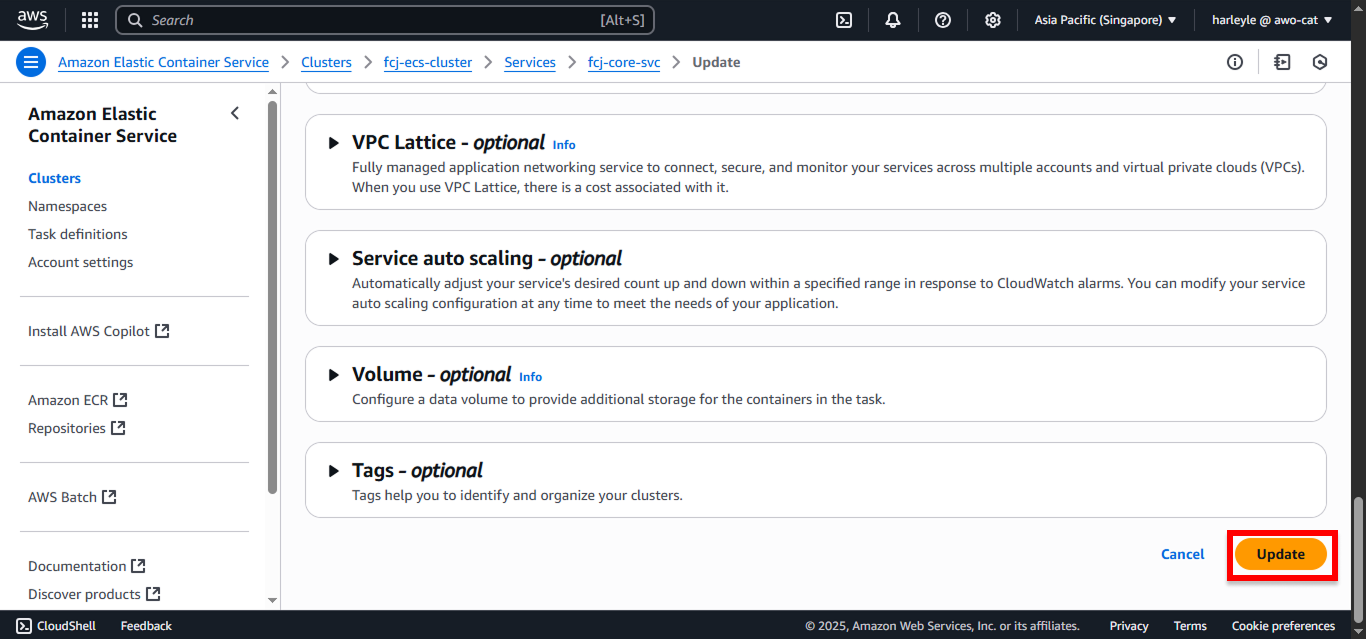 aws
Search
[Alt+S]
Asia Pacific (Singapore)
harleyle @ awo-cat
Amazon Elastic Container Service
Clusters
fcj-ecs-cluster
Services
fcj-core-svc
Update
Amazon Elastic
Container Service
Clusters
Namespaces
Task definitions
Account settings
Install AWS Copilot
Amazon ECR
Repositories
AWS Batch
Documentation
Discover products
VPC Lattice - optional Info
Fully managed application networking service to connect, secure, and monitor your services across multiple accounts and virtual private clouds (VPCs).
When you use VPC Lattice, there is a cost associated with it.
Service auto scaling - optional
Automatically adjust your service's desired count up and down within a specified range in response to CloudWatch alarms. You can modify your service
auto scaling configuration at any time to meet the needs of your application.
Volume - optional Info
Configure a data volume to provide additional storage for the containers in the task.
Tags - optional
Tags help you to identify and organize your clusters.
Cancel
Update
CloudShell
Feedback
© 2025, Amazon Web Services, Inc. or its affiliates.
Privacy
Terms
Cookie preferences